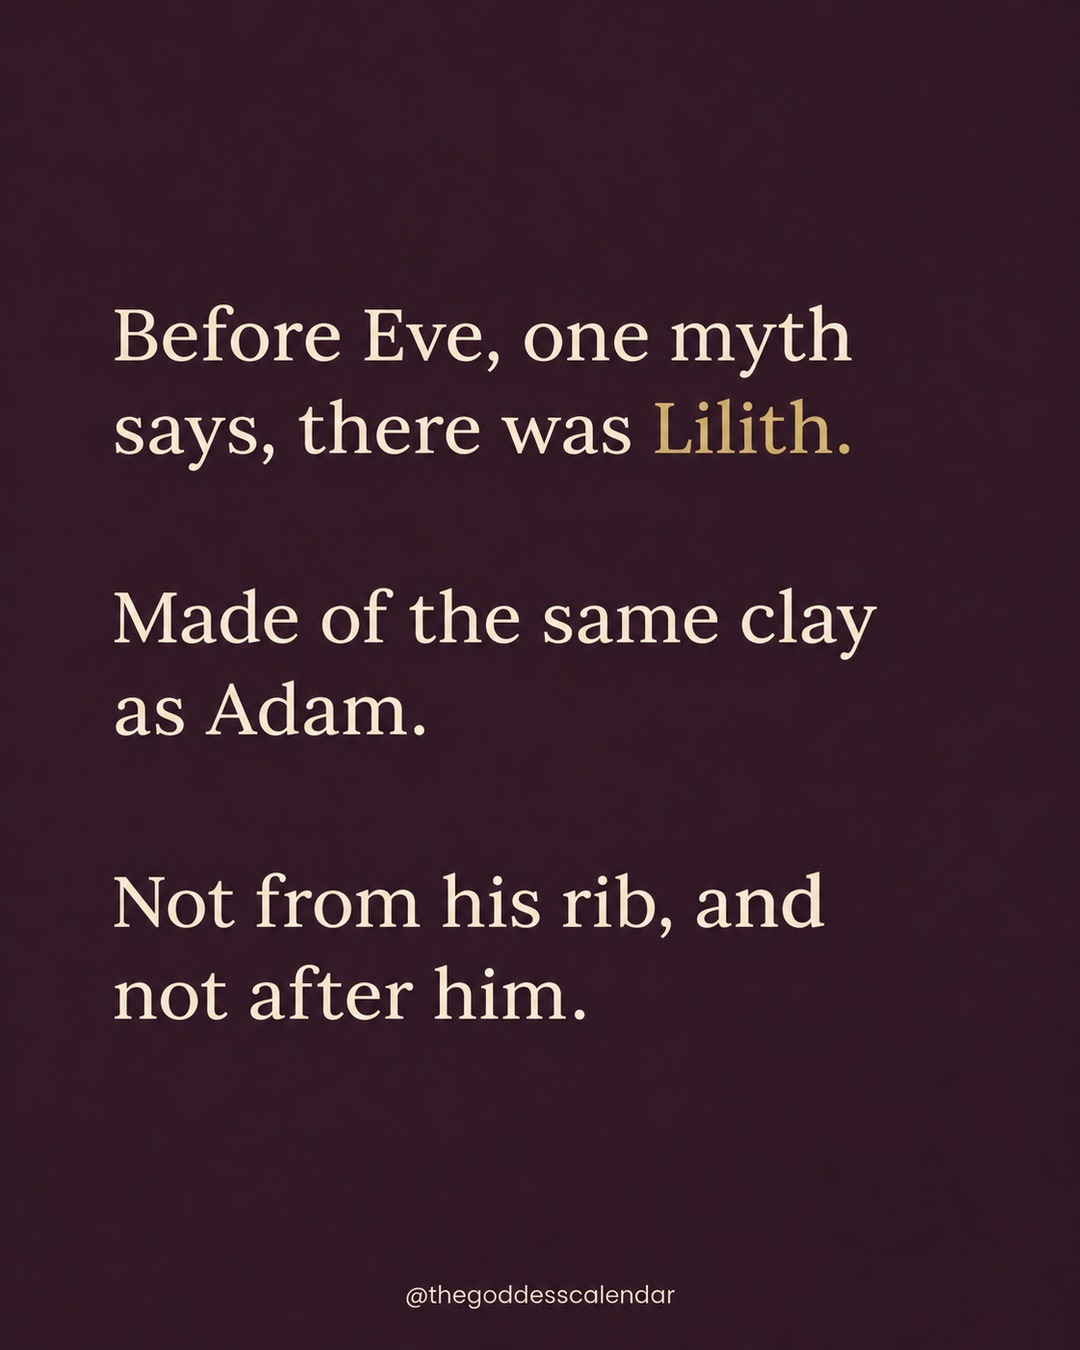 Before Eve, one myth
says, there was Lilith.
Made of the same clay
as Adam.
Not from his rib, and
not after him.
@thegoddesscalendar